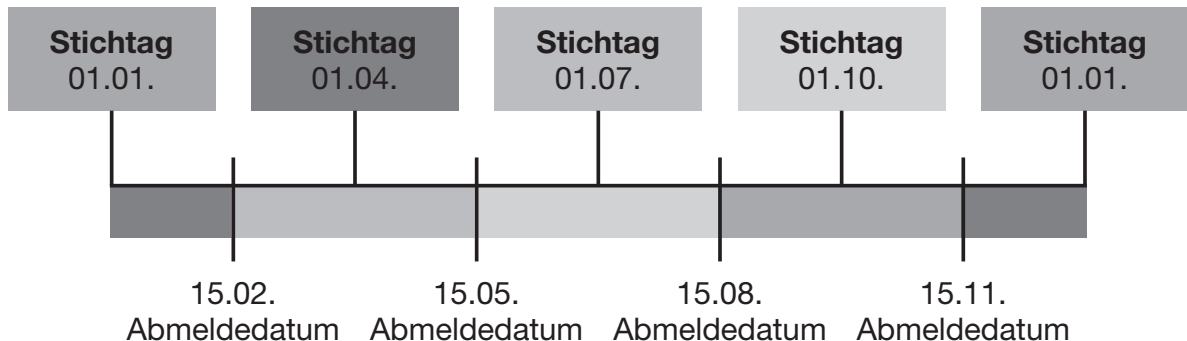 Stichtag
01.01.
Stichtag
01.04.
Stichtag
01.07.
Stichtag
01.10.
Stichtag
01.01.
15.02.
Abmeldedatum
15.05.
Abmeldedatum
15.08.
Abmeldedatum
15.11.
Abmeldedatum